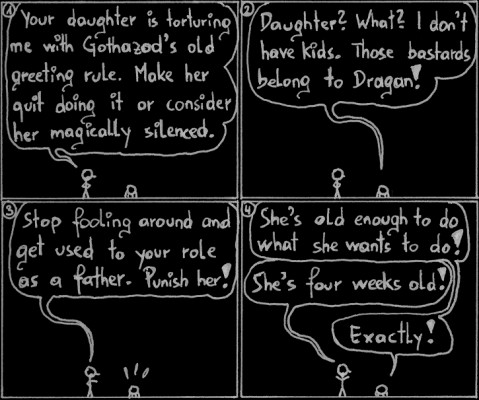 1
Your daughter is torturing
me with Gothazod's old
greeting rule. Make her
quit doing it or consider
her magically silenced.
2
Daughter? What? I don't
have kids. Those bastards
belong to Dragan!
3
Stop fooling around and
get used to your role
as a father. Punish her!
4
She's old enough to do
what she wants to do!
She's four weeks old!
Exactly!